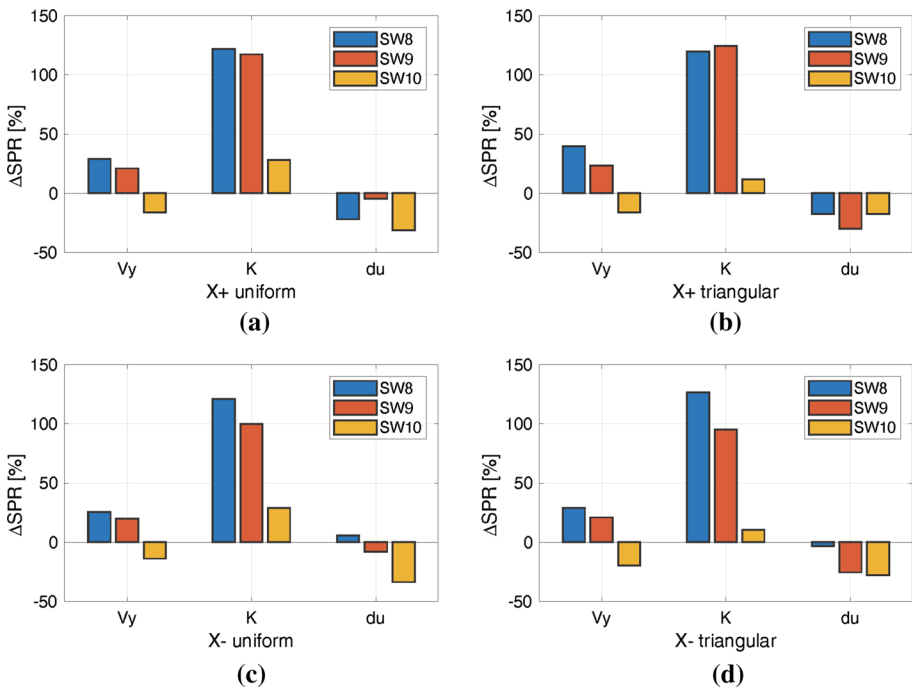 150
100
50
0
-50
ΔSPR [%]
SW8
SW9
SW10
Vy K du
X+ uniform
(a)
150
100
50
0
-50
ΔSPR [%]
SW8
SW9
SW10
Vy K du
X+ triangular
(b)
150
100
50
0
-50
ΔSPR [%]
SW8
SW9
SW10
Vy K du
X- uniform
(c)
150
100
50
0
-50
ΔSPR [%]
SW8
SW9
SW10
Vy K du
X- triangular
(d)